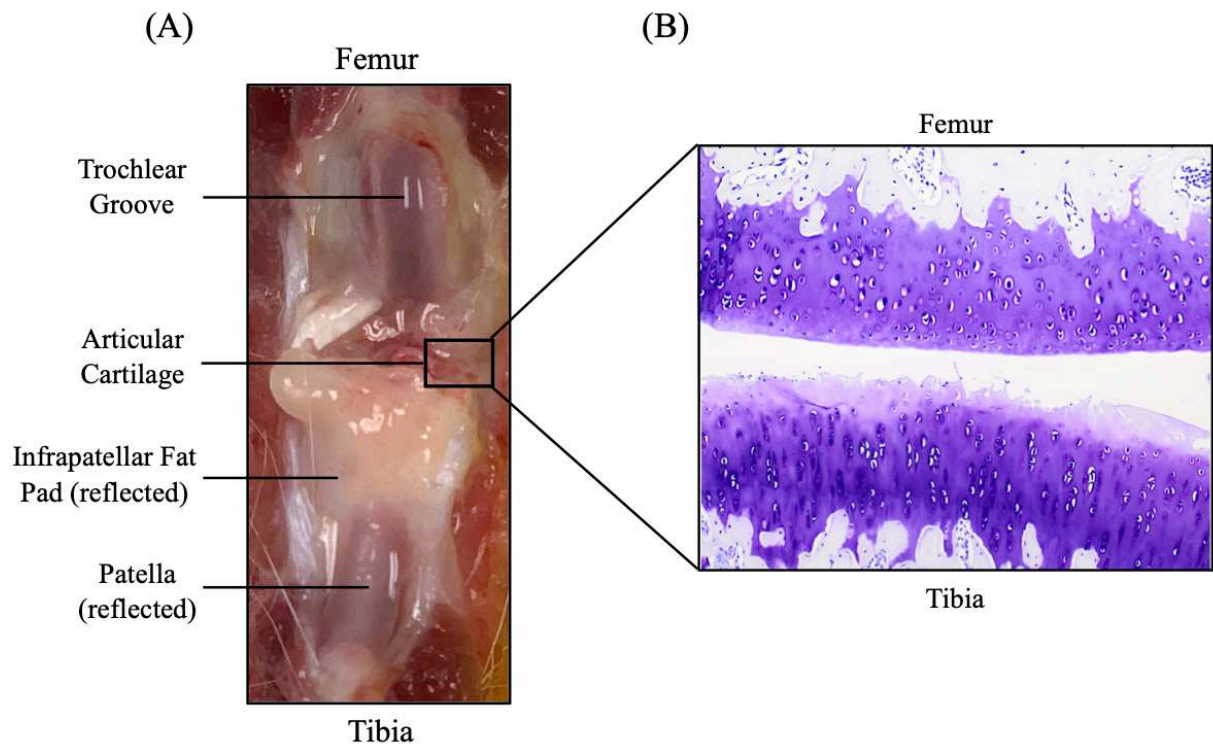 (A)
Femur
Trochlear
Groove
Articular
Cartilage
Infrapatellar Fat
Pad (reflected)
Patella
(reflected)
Tibia
(B)
Femur
Tibia